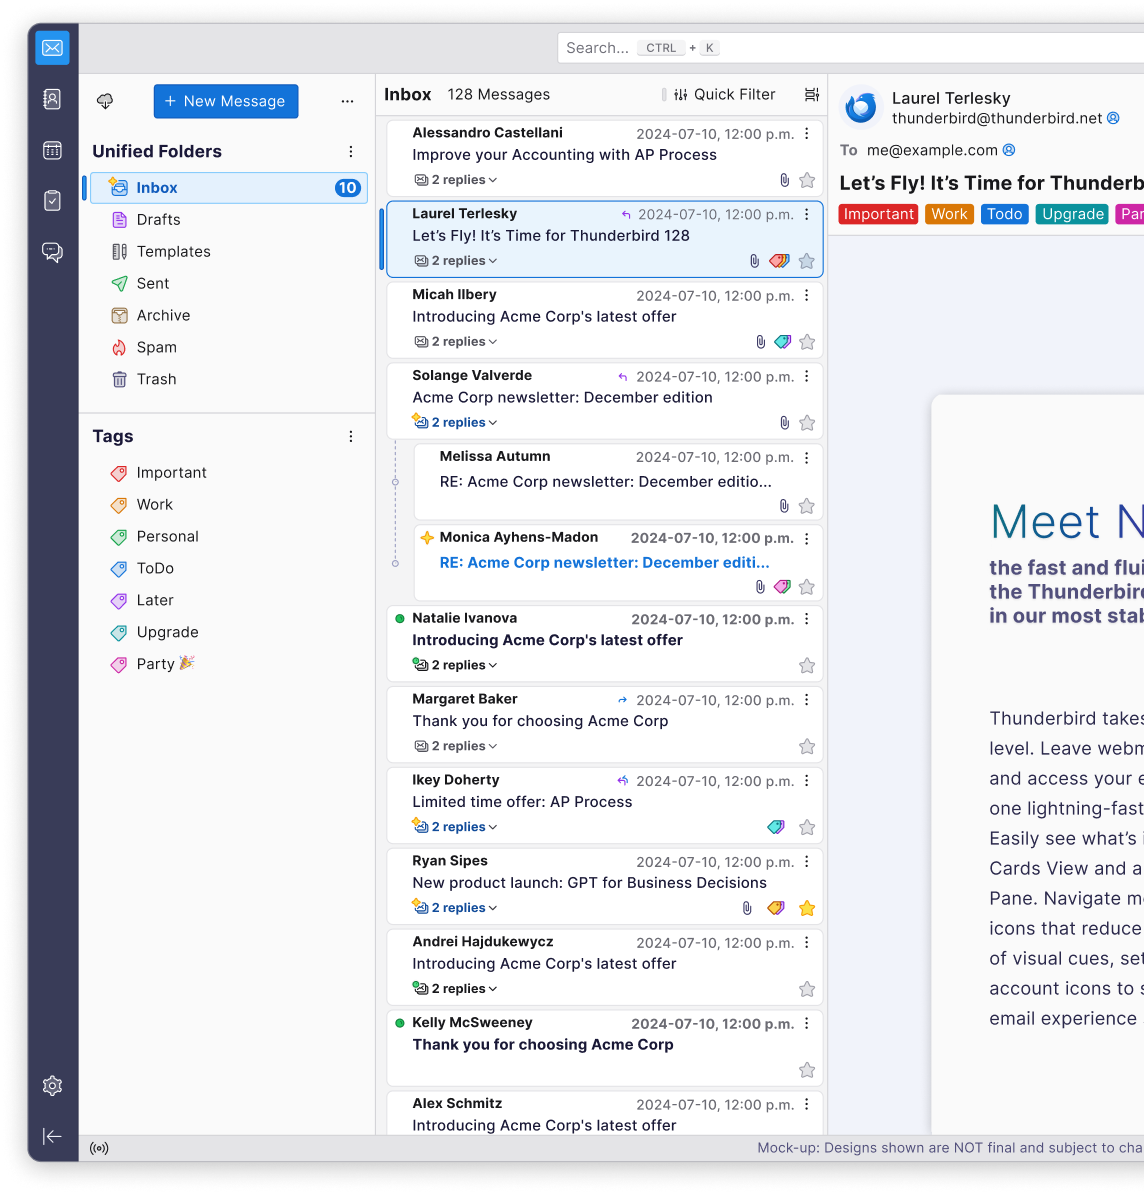 Search... CTRL + K
+ New Message
Unified Folders
Inbox 10
Drafts
Templates
Sent
Archive
Spam
Trash
Tags
Important
Work
Personal
ToDo
Later
Upgrade
Party
Inbox 128 Messages Quick Filter
Alessandro Castellani 2024-07-10, 12:00 p.m.
Improve your Accounting with AP Process
2 replies
Laurel Terlesky 2024-07-10, 12:00 p.m.
Let's Fly! It's Time for Thunderbird 128
2 replies
Micah Ilbery 2024-07-10, 12:00 p.m.
Introducing Acme Corp's latest offer
2 replies
Solange Valverde 2024-07-10, 12:00 p.m.
Acme Corp newsletter: December edition
2 replies
Melissa Autumn 2024-07-10, 12:00 p.m.
RE: Acme Corp newsletter: December editio...
Monica Ayhens-Madon 2024-07-10, 12:00 p.m.
RE: Acme Corp newsletter: December editi...
Natalie Ivanova 2024-07-10, 12:00 p.m.
Introducing Acme Corp's latest offer
2 replies
Margaret Baker 2024-07-10, 12:00 p.m.
Thank you for choosing Acme Corp
2 replies
Ikey Doherty 2024-07-10, 12:00 p.m.
Limited time offer: AP Process
2 replies
Ryan Sipes 2024-07-10, 12:00 p.m.
New product launch: GPT for Business Decisions
2 replies
Andrei Hajdukewycz 2024-07-10, 12:00 p.m.
Introducing Acme Corp's latest offer
2 replies
Kelly McSweeney 2024-07-10, 12:00 p.m.
Thank you for choosing Acme Corp
Alex Schmitz 2024-07-10, 12:00 p.m.
Introducing Acme Corp's latest offer
Laurel Terlesky
thunderbird@thunderbird.net
To me@example.com
Let's Fly! It's Time for Thunderb
Important Work Todo Upgrade Par
Meet N
the fast and flui
the Thunderbird
in our most stab
Thunderbird takes
level. Leave webm
and access your e
one lightning-fast
Easily see what's i
Cards View and a
Pane. Navigate mo
icons that reduce
of visual cues, set
account icons to s
email experience
Mock-up: Designs shown are NOT final and subject to cha